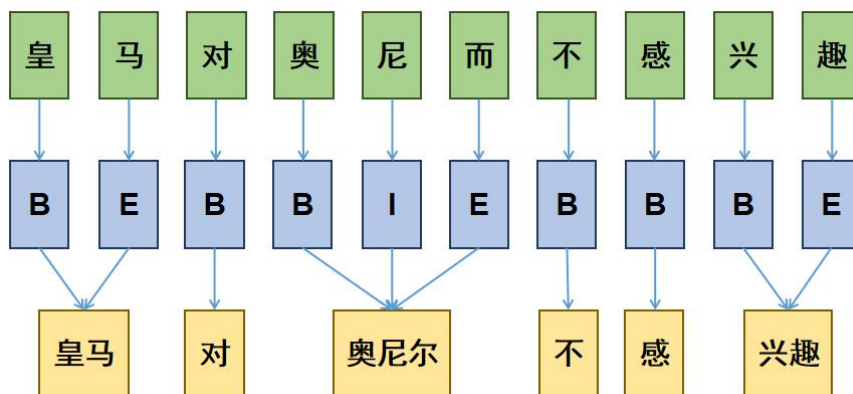 皇 马 对 奥 尼 而 不 感 兴 趣
B E B B I E B B B E
皇马 对 奥尼尔 不 感 兴趣